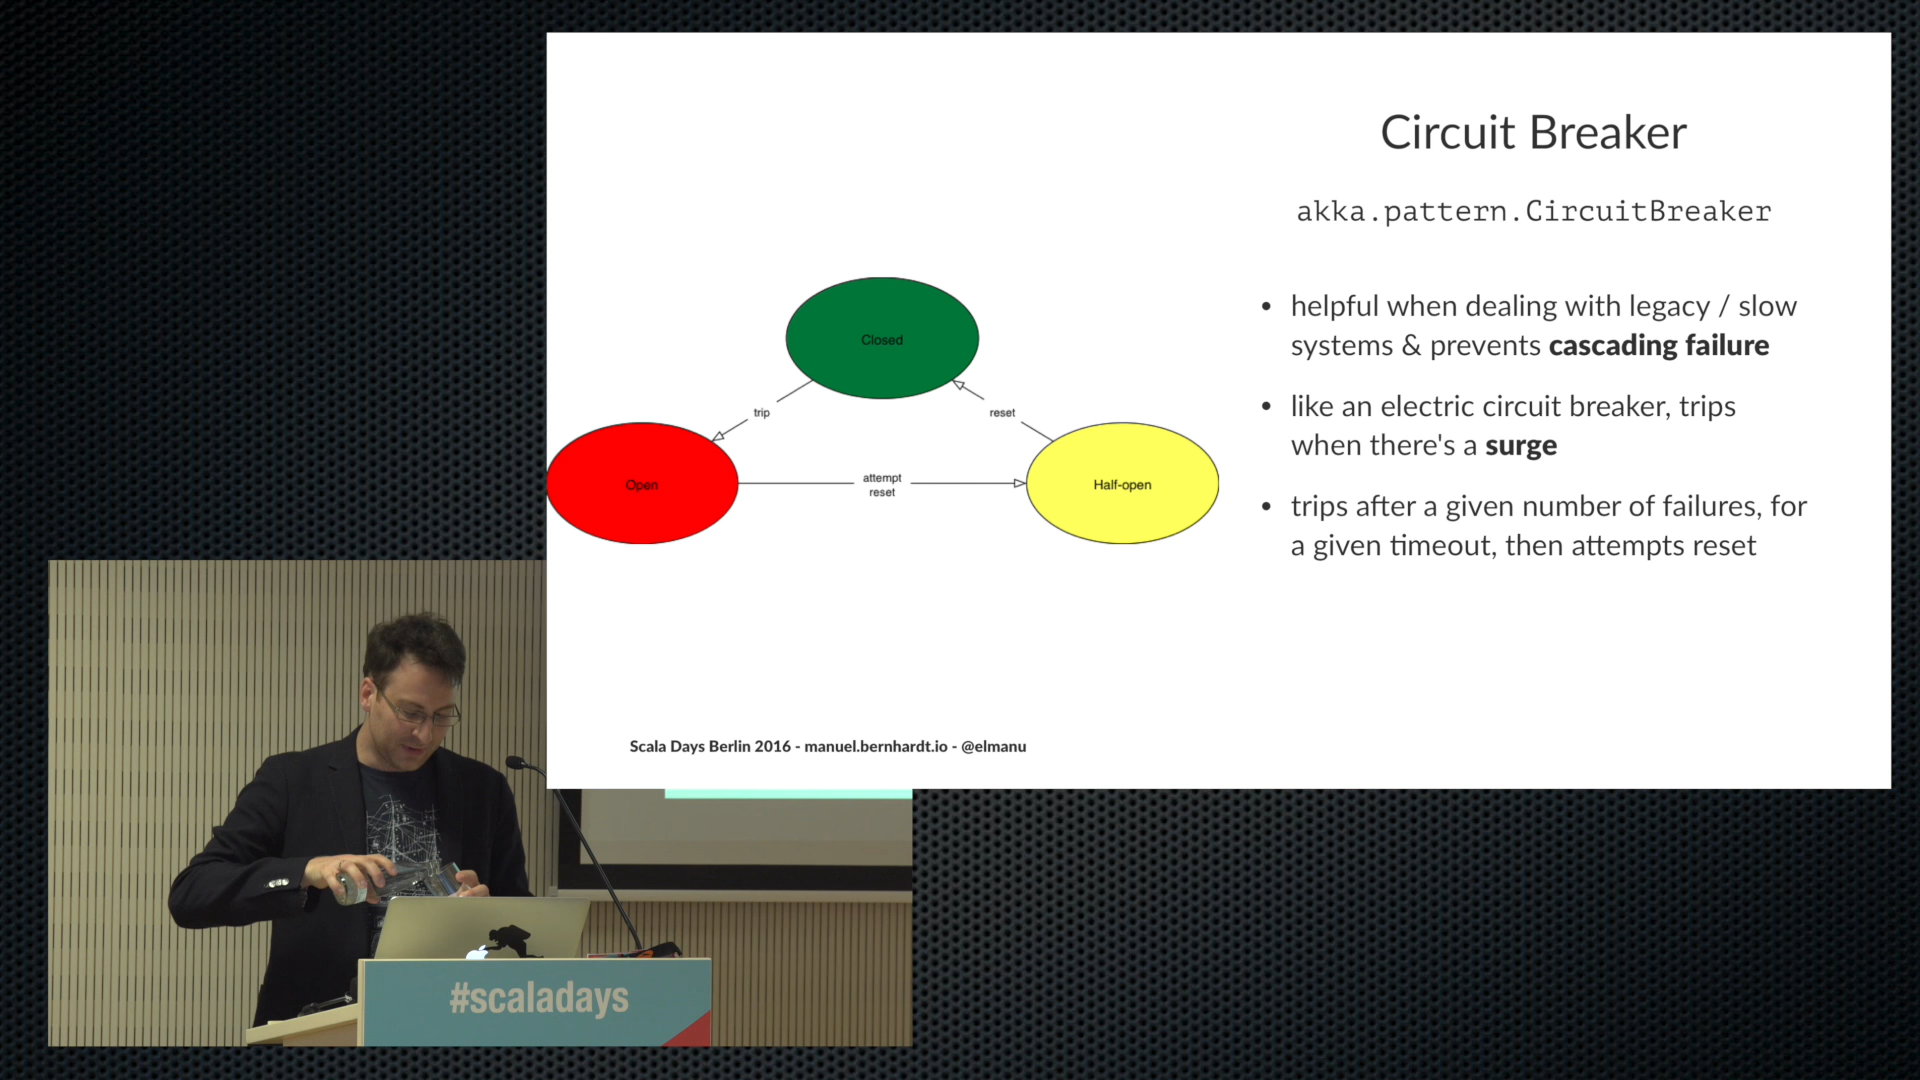 Circuit Breaker
akka.pattern.CircuitBreaker
• helpful when dealing with legacy / slow
systems & prevents cascading failure
• like an electric circuit breaker, trips
when there's a surge
• trips after a given number of failures, for
a given timeout, then attempts reset
Closed
trip
reset
Open
attempt
reset
Half-open
Scala Days Berlin 2016 - manuel.bernhardt.io - @elmanu
#scaladays